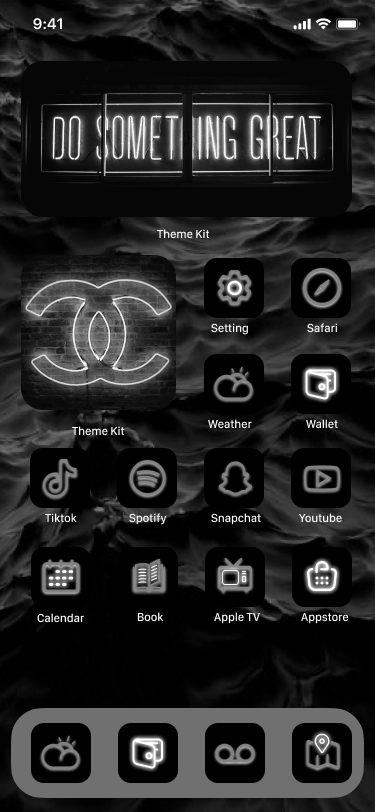 9:41
DO SOMETHING GREAT
Theme Kit
Setting
Safari
Theme Kit
Weather
Wallet
Tiktok
Spotify
Snapchat
Youtube
Calendar
Book
Apple TV
Appstore